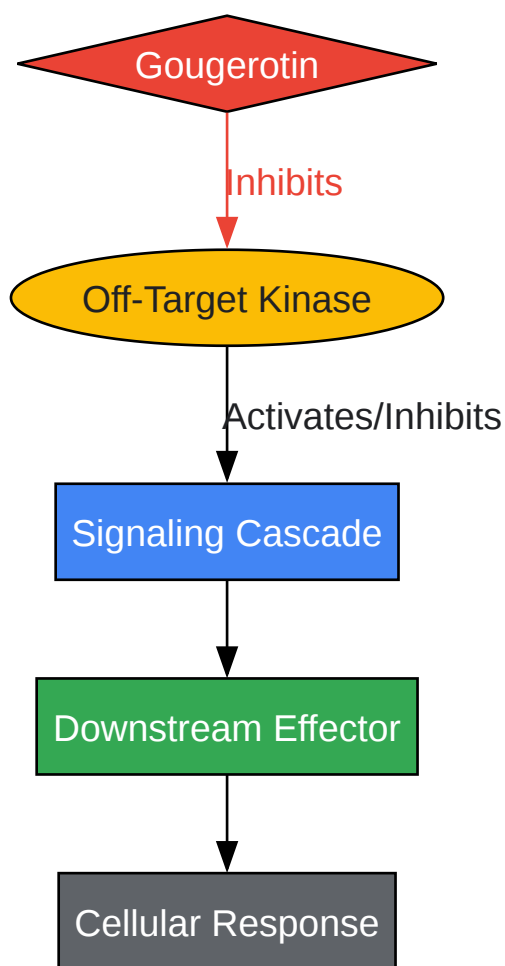 Gougerotin
Inhibits
Off-Target Kinase
Activates/Inhibits
Signaling Cascade
Downstream Effector
Cellular Response